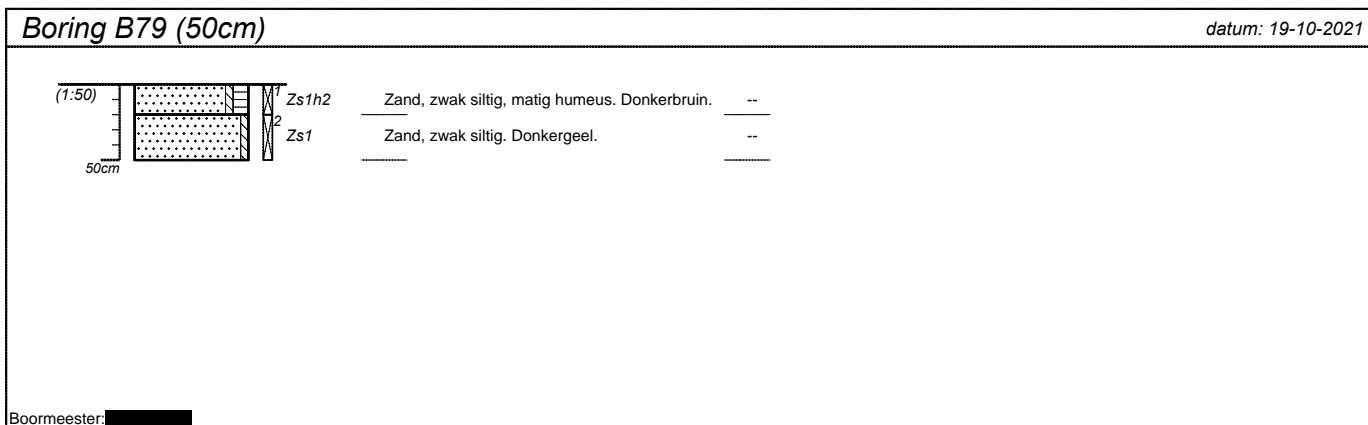 Boring B79 (50cm) datum: 19-10-2021
(1:50) 1 Zs1h2 Zand, zwak siltig, matig humeus. Donkerbruin. --
2 Zs1 Zand, zwak siltig. Donkergeel. --
50cm
Boormeester: